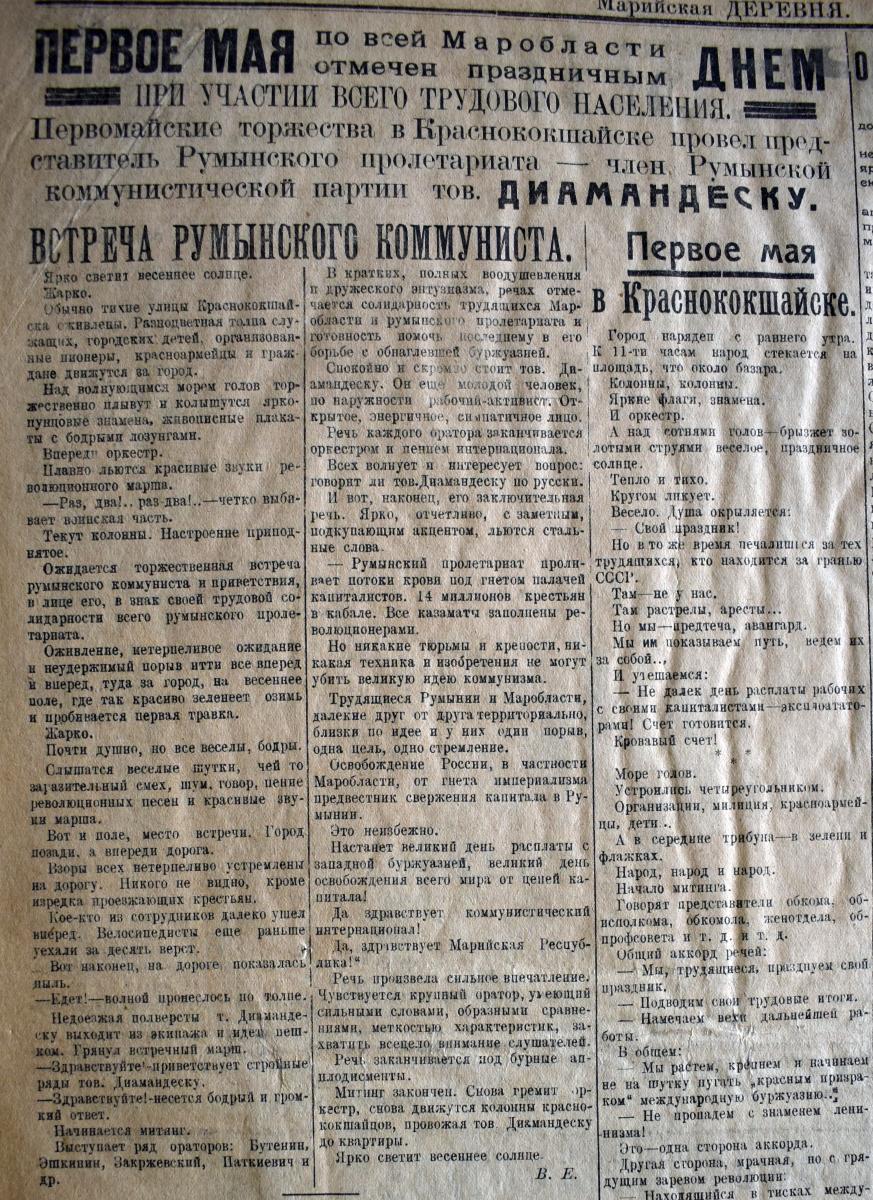 Марийская ДЕРЕВНЯ.
ПЕРВОЕ МАЯ по всей Маробласти отмечен праздничным ДНЕМ
ПРИ УЧАСТИИ ВСЕГО ТРУДОВОГО НАСЕЛЕНИЯ.
Первомайские торжества в Краснококшайске провел пред-
ставитель Румынского пролетариата — член Румынской
коммунистической партии тов. ДИАМАНДЕСКУ.
ВСТРЕЧА РУМЫНСКОГО КОММУНИСТА.
Ярко светит весеннее солнце.
Жарко.
Обычно тихие улицы Краснококшай-
ска оживлены. Разноцветная толпа слу-
жащих, городских детей, организован-
ные пионеры, красноармейцы и граж-
дане движутся за город.
Над волнующимся морем голов тор-
жественно плывут и колышутся ярко-
пунцовые знамена, живописные плака-
ты с бодрыми лозунгами.
Впереди оркестр.
Плавно льются красивые звуки ре-
волюционного марша.
—Раз, два!.. раз два!..—четко выби-
вает воинская часть.
Текут колонны. Настроение припод-
нятое.
Ожидается торжественная встреча
румынского коммуниста и приветствия,
в лице его, в знак своей трудовой со-
лидарности всего румынского проле-
тариата.
Оживление, нетерпеливое ожидание
и неудержимый порыв итти все вперед
и вперед, туда за город, на весеннее
поле, где так красиво зеленеет озимь
и пробивается первая травка.
Жарко.
Почти душно, но все веселы, бодры.
Слышатся веселые шутки, чей то
заразительный смех, шум, говор, пение
революционных песен и красивые зву-
ки марша.
Вот и поле, место встречи. Город
позади, а впереди дорога.
Взоры всех нетерпеливо устремлены
на дорогу. Никого не видно, кроме
изредка проезжающих крестьян.
Кое-кто из сотрудников далеко ушел
вперед. Велосипедисты еще раньше
уехали за десять верст.
Вот наконец, на дороге показалась
пыль.
—Едет!—волной пронеслось по толпе.
Недоезжая полверсты т. Диаманде-
ску выходит из экипажа и идет пеш-
ком. Грянул встречный марш.
—Здравствуйте!-приветствует стройные
ряды тов. Диамандеску.
—Здравствуйте!-несется бодрый и гром-
кий ответ.
Начинается митинг.
Выступает ряд ораторов: Бутенин,
Эшкинин, Закржевский, Паткиевич и
др.
В кратких, полных воодушевления
и дружеского энтузиазма, речах отме-
чается солидарность трудящихся Мар-
области и румынского пролетариата и
готовность помочь последнему в его
борьбе с обнаглевшей буржуазией.
Спокойно и скромно стоит тов. Ди-
амандеску. Он еще молодой человек,
по наружности рабочий-активист. От-
крытое, энергичное, симпатичное лицо.
Речь каждого оратора заканчивается
оркестром и пением интернационала.
Всех волнует и интересует вопрос:
говорит ли тов.Диамандеску по русски.
И вот, наконец, его заключительная
речь. Ярко, отчетливо, с заметным,
подкупающим акцентом, льются сталь-
ные слова.
— Румынский пролетариат проли-
вает потоки крови под гнетом палачей
капиталистов. 14 миллионов крестьян
в кабале. Все казаматы заполнены ре-
волюционерами.
Но никакие тюрьмы и крепости, ни-
какая техника и изобретения не могут
убить великую идею коммунизма.
Трудящиеся Румынии и Маробласти,
далекие друг от друга территориально,
близки по идее и у них один порыв,
одна цель, одно стремление.
Освобождение России, в частности
Маробласти, от гнета империализма
предвестник свержения капитала в Ру-
мынии.
Это неизбежно.
Настанет великий день расплаты с
западной буржуазией, великий день
освобождения всего мира от цепей ка-
питала!
Да здравствует коммунистический
интернационал!
Да, здравствует Марийская Респуб-
лика!"
Речь произвела сильное впечатление.
Чувствуется крупный оратор, умеющий
сильными словами, образными сравне-
ниями, меткостью характеристик, за-
хватить всецело внимание слушателей.
Речь заканчивается под бурные ап-
плодисменты.
Митинг закончен. Снова гремит ор-
кестр, снова движутся колонны красно-
кокшайцов, провожая тов. Диамандеску
до квартиры.
Ярко светит весеннее солнце.
В. Е.
Первое мая
в Краснококшайске.
Город наряден с раннего утра.
К 11-ти часам народ стекается на
площадь, что около базара.
Колонны, колонны.
Яркие флаги, знамена.
И оркестр.
А над сотнями голов—брызжет зо-
лотыми струями веселое, праздничное
солнце.
Тепло и тихо.
Кругом ликует.
Весело. Душа окрыляется:
— Свой праздник!
Но в то же время печалишься за тех
трудящихся, кто находится за гранью
СССР.
Там—не у нас.
Там растрелы, аресты...
Но мы—предтеча, авангард.
Мы им показываем путь, ведем их
за собой...
И утешаемся:
— Не далек день расплаты рабочих
с своими капиталистами—эксплоататo-
рами! Счет готовится.
Кровавый счет!
* * *
Море голов.
Устроились четыреугольником.
Организации, милиция, красноармей-
цы, дети...
А в середине трибуна—в зелени и
флажках.
Народ, народ и народ.
Начало митинга.
Говорят представители обкома, об-
исполкома, обкомола, женотдела, об-
профсовета и т. д. и т. д.
Общий аккорд речей:
— Мы, трудящиеся, празднуем свой
праздник.
— Подводим свои трудовые итоги.
— Намечаем вехи дальнейшей ра-
боты.
В общем:
— Мы растем, крепнем и начинаем
не на шутку пугать „красным призра-
ком" международную буржуазию..."
— Не пропадем с знаменем лени-
низма!
Это—одна сторона аккорда.
Другая сторона, мрачная, но с гря-
дущим заревом революции:
— Находящийся в тисках между-